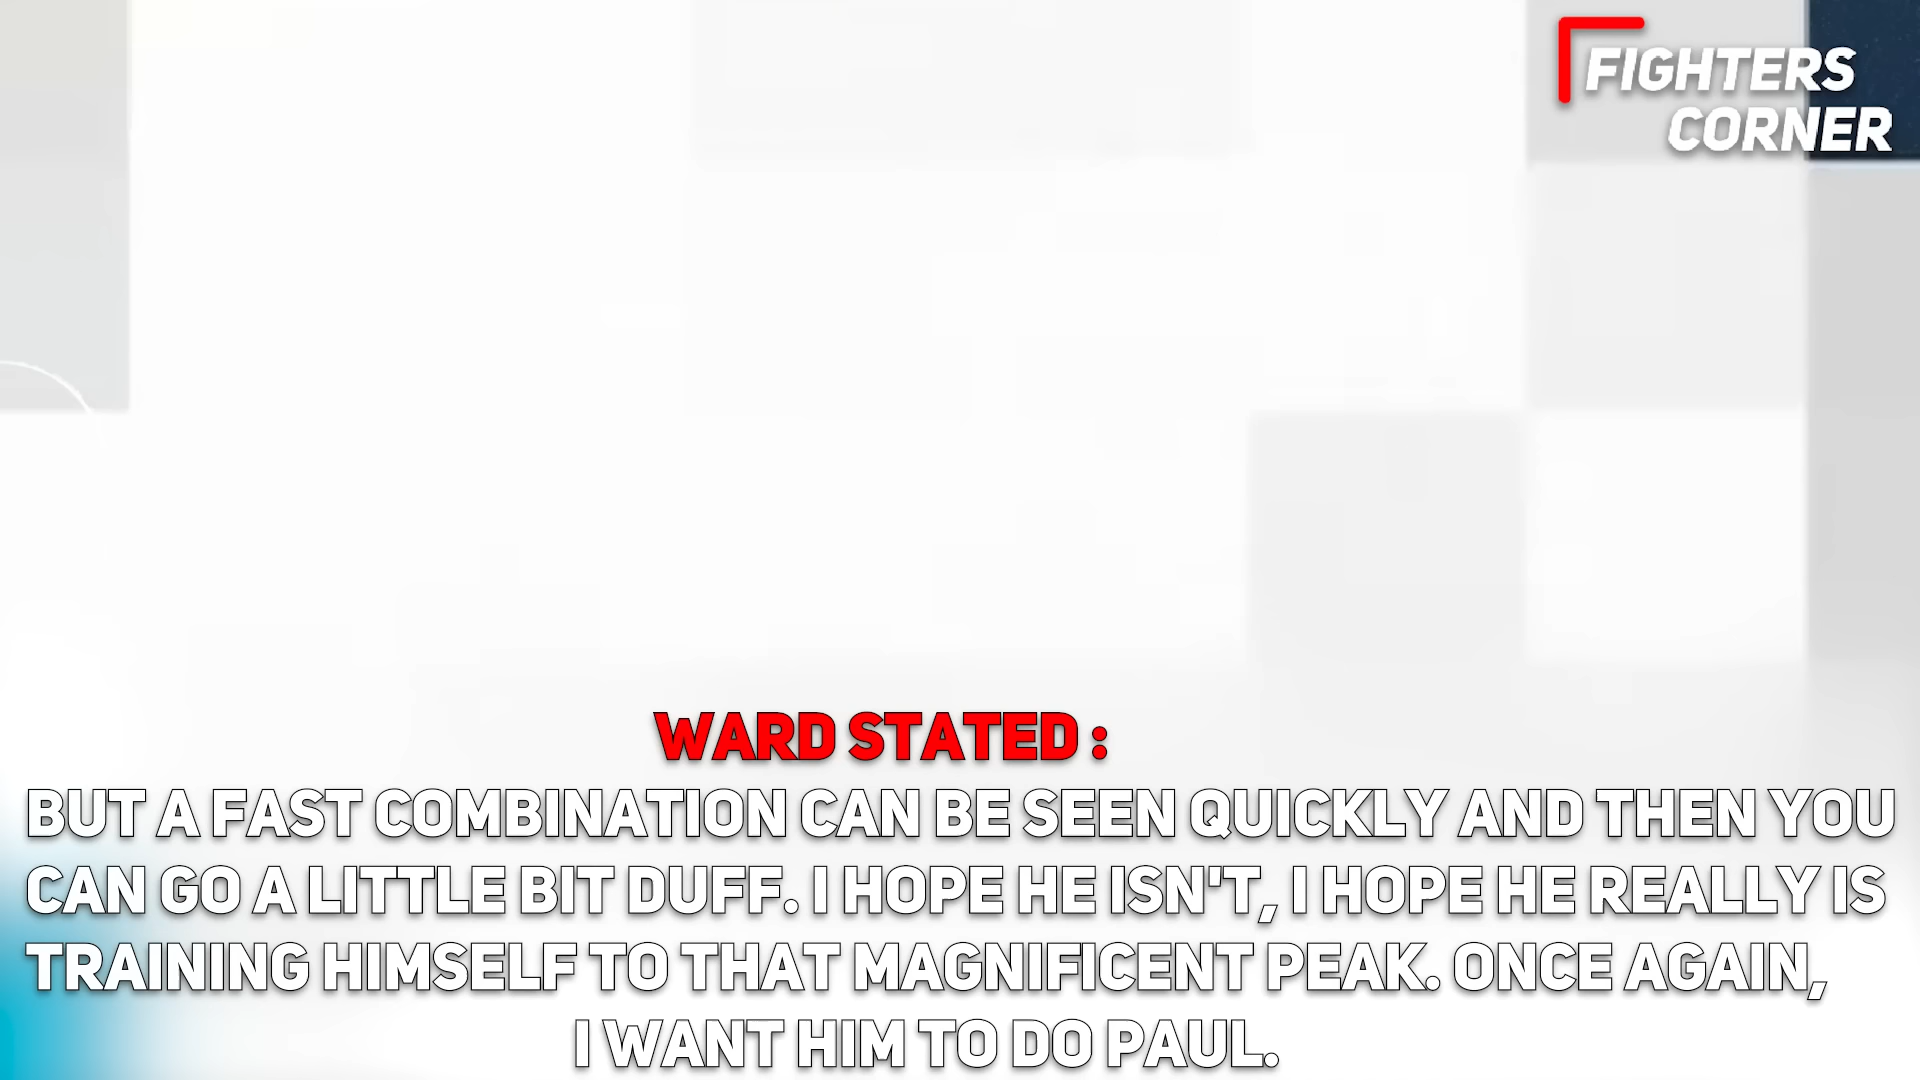 FIGHTERS
CORNER
WARD STATED :
BUT A FAST COMBINATION CAN BE SEEN QUICKLY AND THEN YOU
CAN GO A LITTLE BIT DUFF. I HOPE HE ISN'T, I HOPE HE REALLY IS
TRAINING HIMSELF TO THAT MAGNIFICENT PEAK. ONCE AGAIN,
I WANT HIM TO DO PAUL.